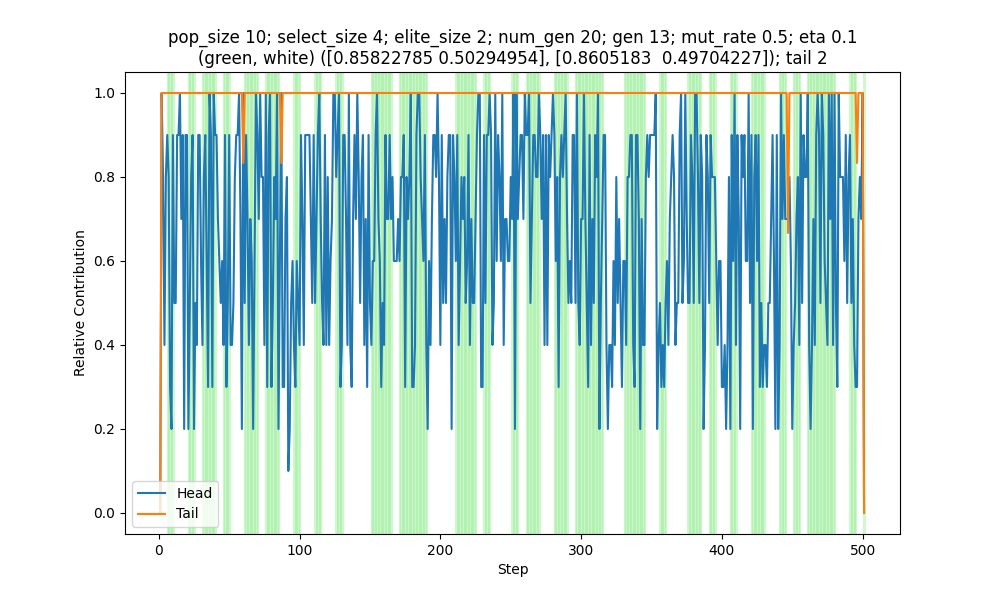 pop_size 10; select_size 4; elite_size 2; num_gen 20; gen 13; mut_rate 0.5; eta 0.1
(green, white) ([0.85822785 0.50294954], [0.8605183  0.49704227]); tail 2
1.0
0.8
0.6
0.4
0.2
0.0
Relative Contribution
Head
Tail
0 100 200 300 400 500
Step